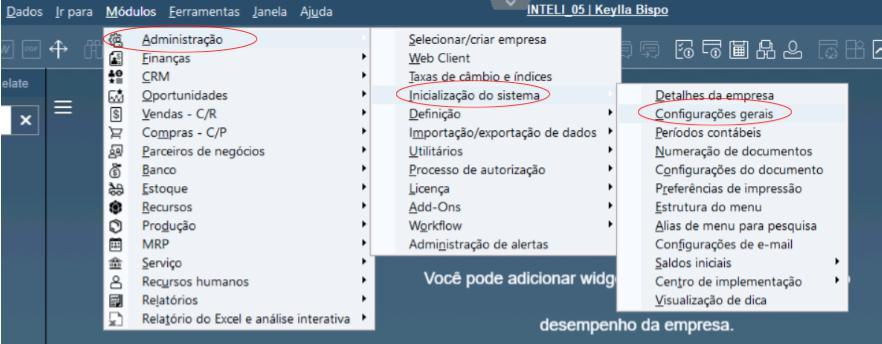 Dados Ir para Módulos Ferramentas Janela Ajuda
INTELI_05 | Keylla Bispo
elate
Administração
Finanças
CRM
Oportunidades
Vendas - C/R
Compras - C/P
Parceiros de negócios
Banco
Estoque
Recursos
Produção
MRP
Serviço
Recursos humanos
Relatórios
Relatório do Excel e análise interativa
Selecionar/criar empresa
Web Client
Taxas de câmbio e índices
Inicialização do sistema
Definição
Importação/exportação de dados
Utilitários
Processo de autorização
Licença
Add-Ons
Workflow
Administração de alertas
Detalhes da empresa
Configurações gerais
Períodos contábeis
Numeração de documentos
Configurações do documento
Preferências de impressão
Estrutura do menu
Alias de menu para pesquisa
Configurações de e-mail
Saldos iniciais
Centro de implementação
Visualização de dica
Você pode adicionar widg
desempenho da empresa.